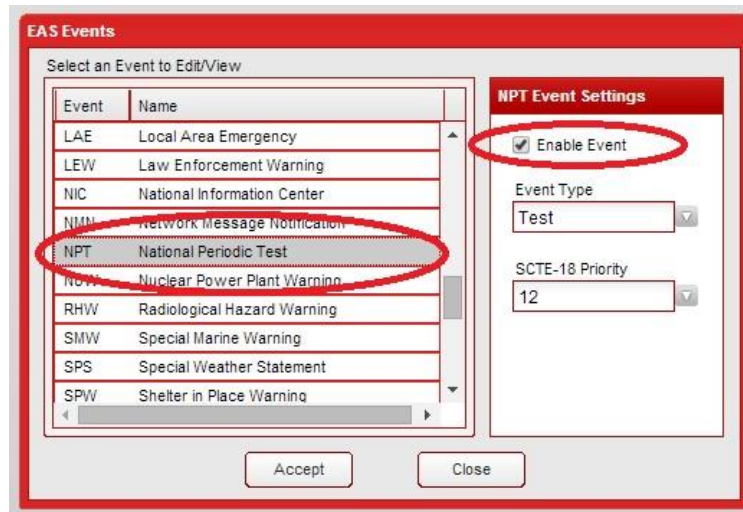 EAS Events
Select an Event to Edit/View
Event Name
LAE Local Area Emergency
LEW Law Enforcement Warning
NIC National Information Center
NMN Network Message Notification
NPT National Periodic Test
NUW Nuclear Power Plant Warning
RHW Radiological Hazard Warning
SMW Special Marine Warning
SPS Special Weather Statement
SPW Shelter in Place Warning
NPT Event Settings
Enable Event
Event Type
Test
SCTE-18 Priority
12
Accept Close